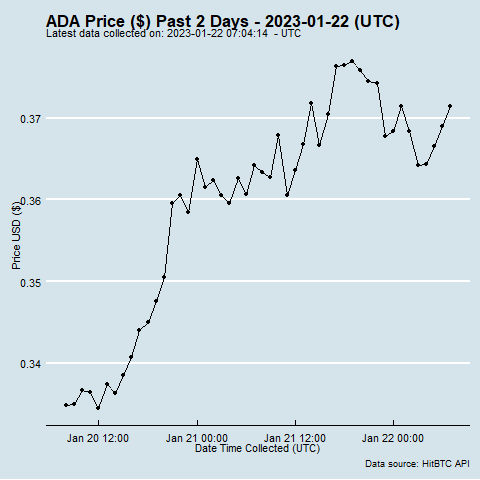 ADA Price ($) Past 2 Days - 2023-01-22 (UTC)
Latest data collected on: 2023-01-22 07:04:14  - UTC
0.37
0.36
Price USD ($)
0.35
0.34
Jan 20 12:00 Jan 21 00:00 Jan 21 12:00 Jan 22 00:00
Date Time Collected (UTC)
Data source: HitBTC API